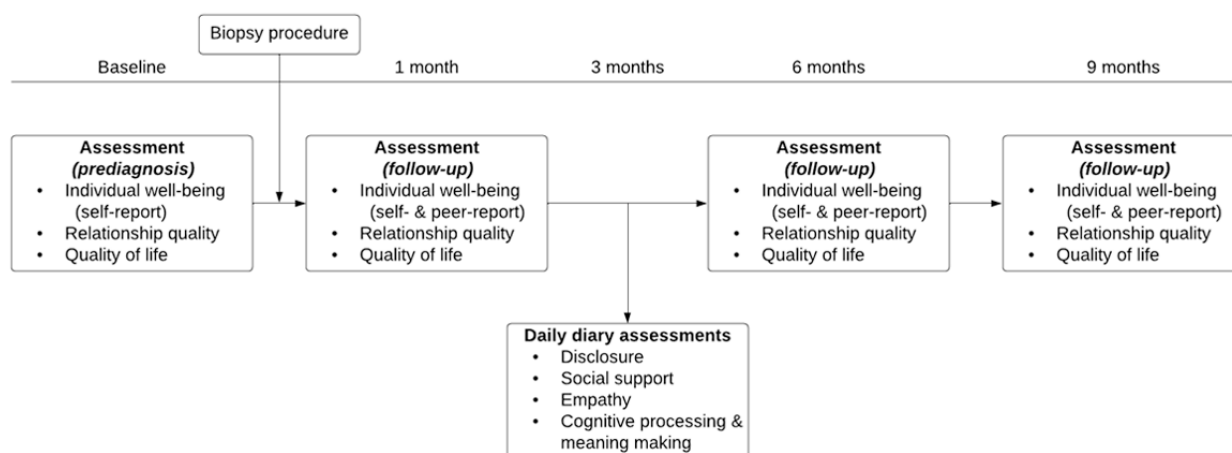 Biopsy procedure
Baseline
1 month
3 months
6 months
9 months
Assessment
(prediagnosis)
• Individual well-being
(self-report)
• Relationship quality
• Quality of life
Assessment
(follow-up)
• Individual well-being
(self- & peer-report)
• Relationship quality
• Quality of life
Assessment
(follow-up)
• Individual well-being
(self- & peer-report)
• Relationship quality
• Quality of life
Assessment
(follow-up)
• Individual well-being
(self- & peer-report)
• Relationship quality
• Quality of life
Daily diary assessments
• Disclosure
• Social support
• Empathy
• Cognitive processing &
meaning making